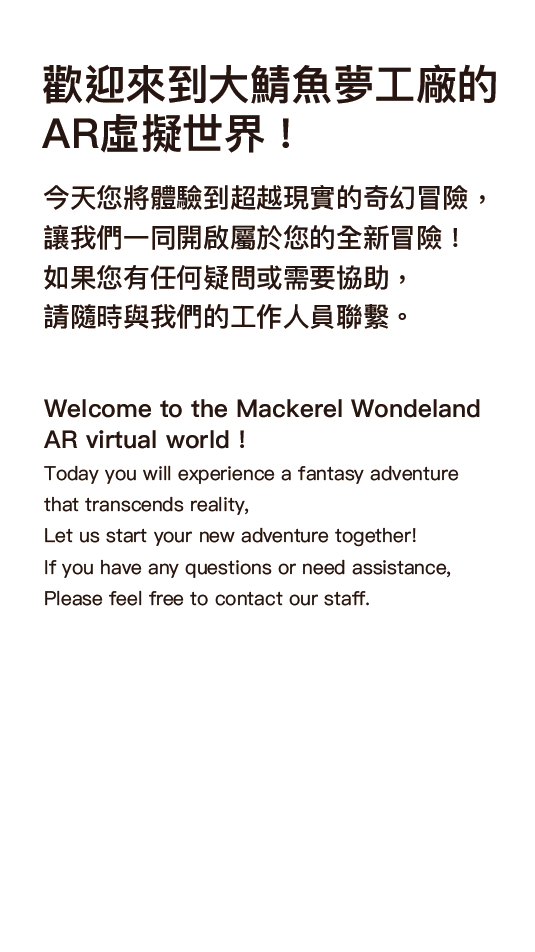 歡迎來到大鯖魚夢工廠的
AR虛擬世界！
今天您將體驗到超越現實的奇幻冒險，
讓我們一同開啟屬於您的全新冒險！
如果您有任何疑問或需要協助，
請隨時與我們的工作人員聯繫。
Welcome to the Mackerel Wondeland
AR virtual world！
Today you will experience a fantasy adventure
that transcends reality,
Let us start your new adventure together!
If you have any questions or need assistance,
Please feel free to contact our staff.